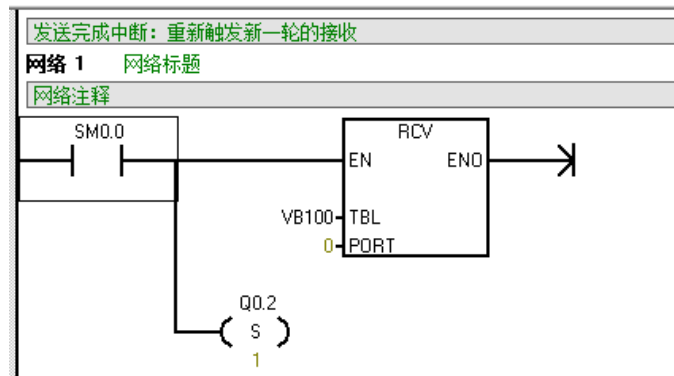 发送完成中断：重新触发新一轮的接收
网络 1 网络标题
网络注释
SM0.0
RCV
EN ENO
VB100 TBL
0 PORT
Q0.2
S
1